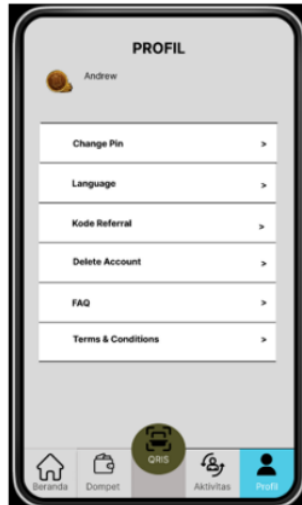 PROFIL
Andrew
Change Pin >
Language >
Kode Referral >
Delete Account >
FAQ >
Terms & Conditions >
Beranda Dompet QRIS Aktivitas Profil